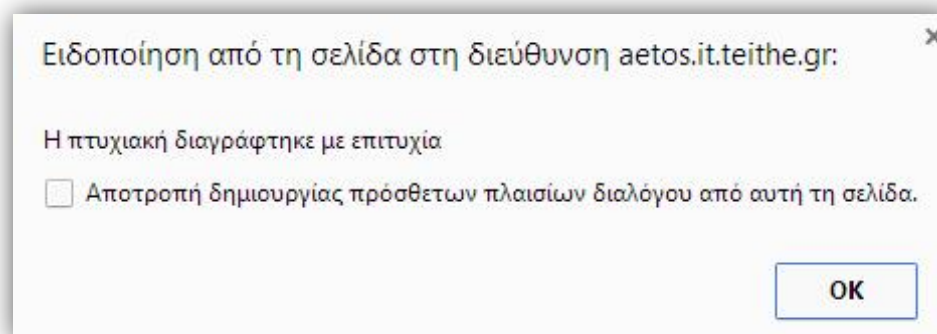 Ειδοποίηση από τη σελίδα στη διεύθυνση aetos.it.teithe.gr:
Η πτυχιακή διαγράφτηκε με επιτυχία
Αποτροπή δημιουργίας πρόσθετων πλαισίων διαλόγου από αυτή τη σελίδα.
OK